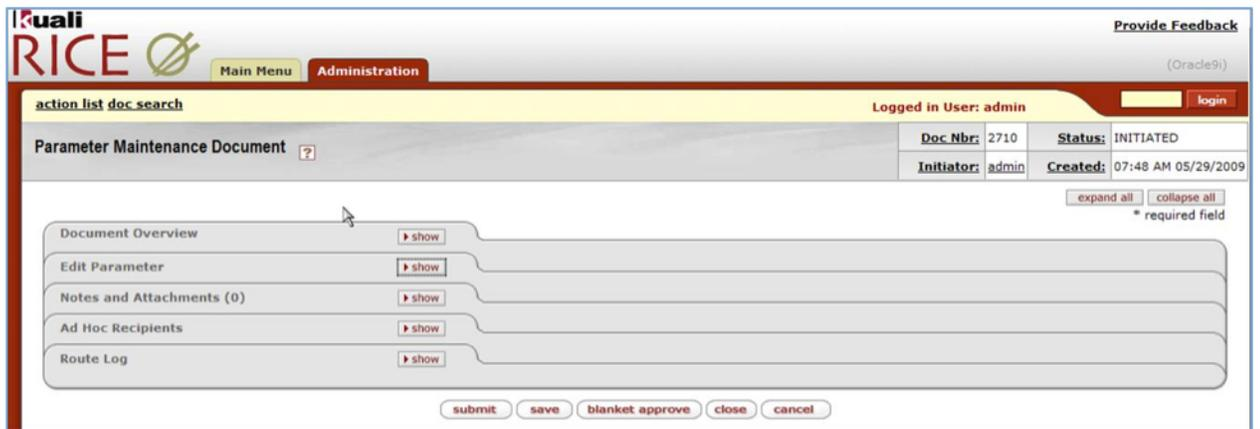 Kuali
RICE
Provide Feedback
Main Menu Administration
(Oracle9i)
action list doc search
Logged in User: admin
login
Parameter Maintenance Document ?
Doc Nbr: 2710 Status: INITIATED
Initiator: admin Created: 07:48 AM 05/29/2009
expand all collapse all
* required field
Document Overview show
Edit Parameter show
Notes and Attachments (0) show
Ad Hoc Recipients show
Route Log show
submit save blanket approve close cancel